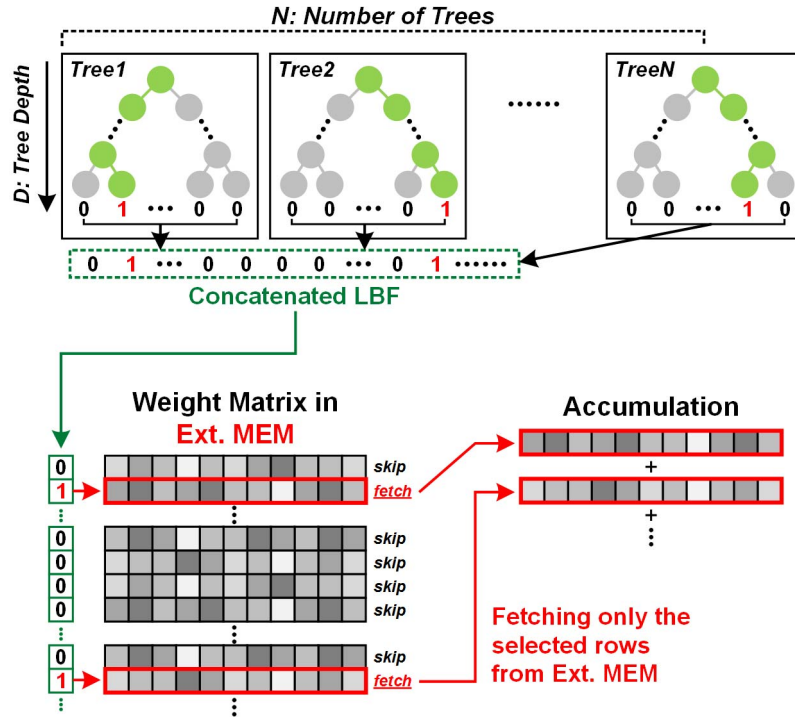 N: Number of Trees
D: Tree Depth
Tree1
Tree2
TreeN
......
0 1 ... 0 0
0 0 ... 0 1
0 0 ... 1 0
0 1 ... 0 0 0 0 ... 0 1 ......
Concatenated LBF
Weight Matrix in
Ext. MEM
Accumulation
0 skip
1 fetch
+
0 skip
0 skip
0 skip
0 skip
+
0 skip
1 fetch
Fetching only the
selected rows
from Ext. MEM